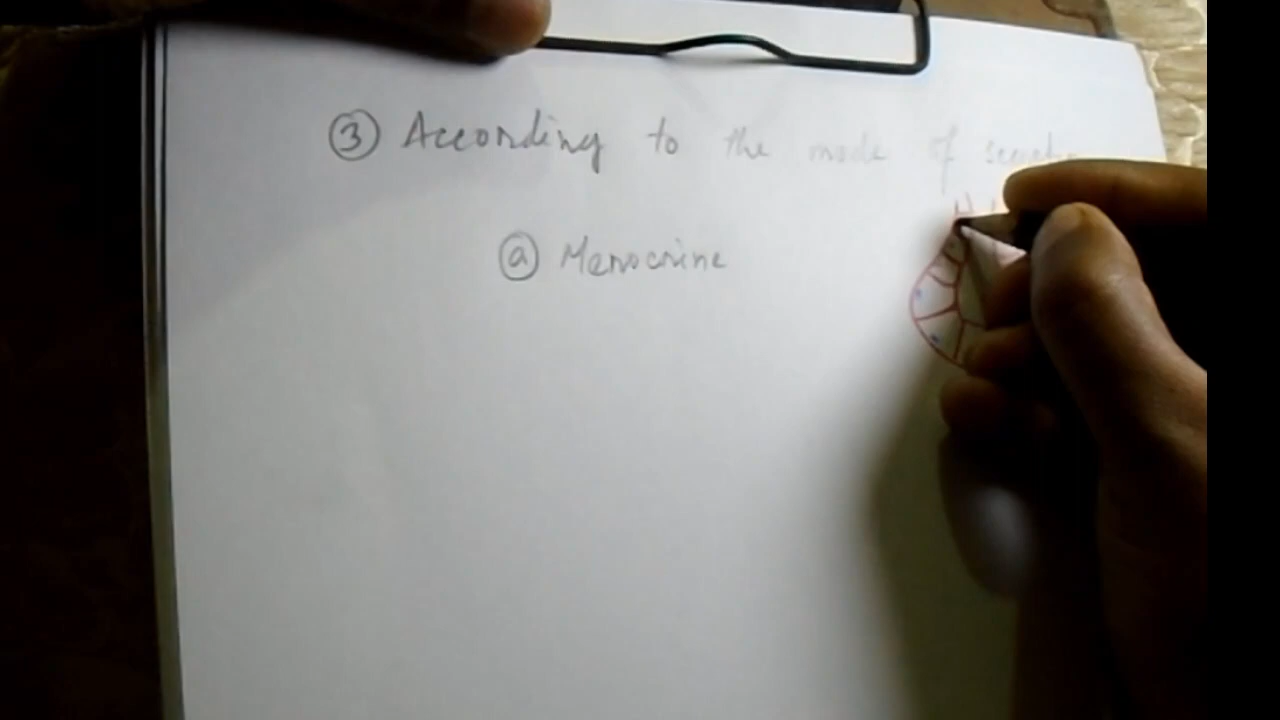 ③ According to the mode of
ⓐ Merocrine